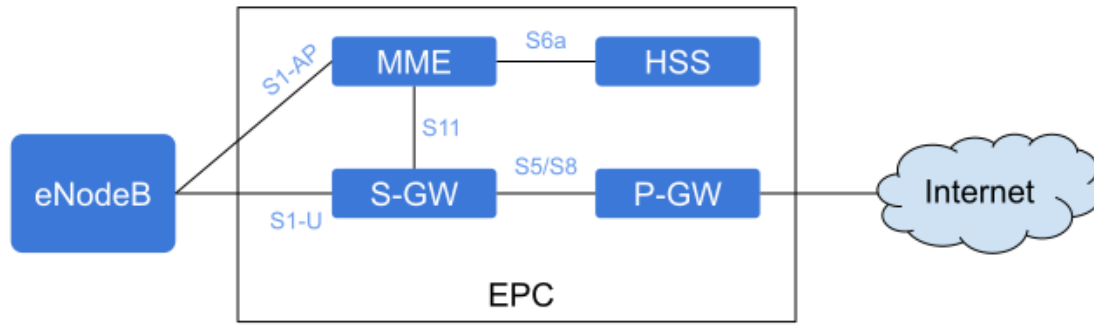 S1-AP
MME
S6a
HSS
S11
eNodeB
S1-U
S-GW
S5/S8
P-GW
Internet
EPC